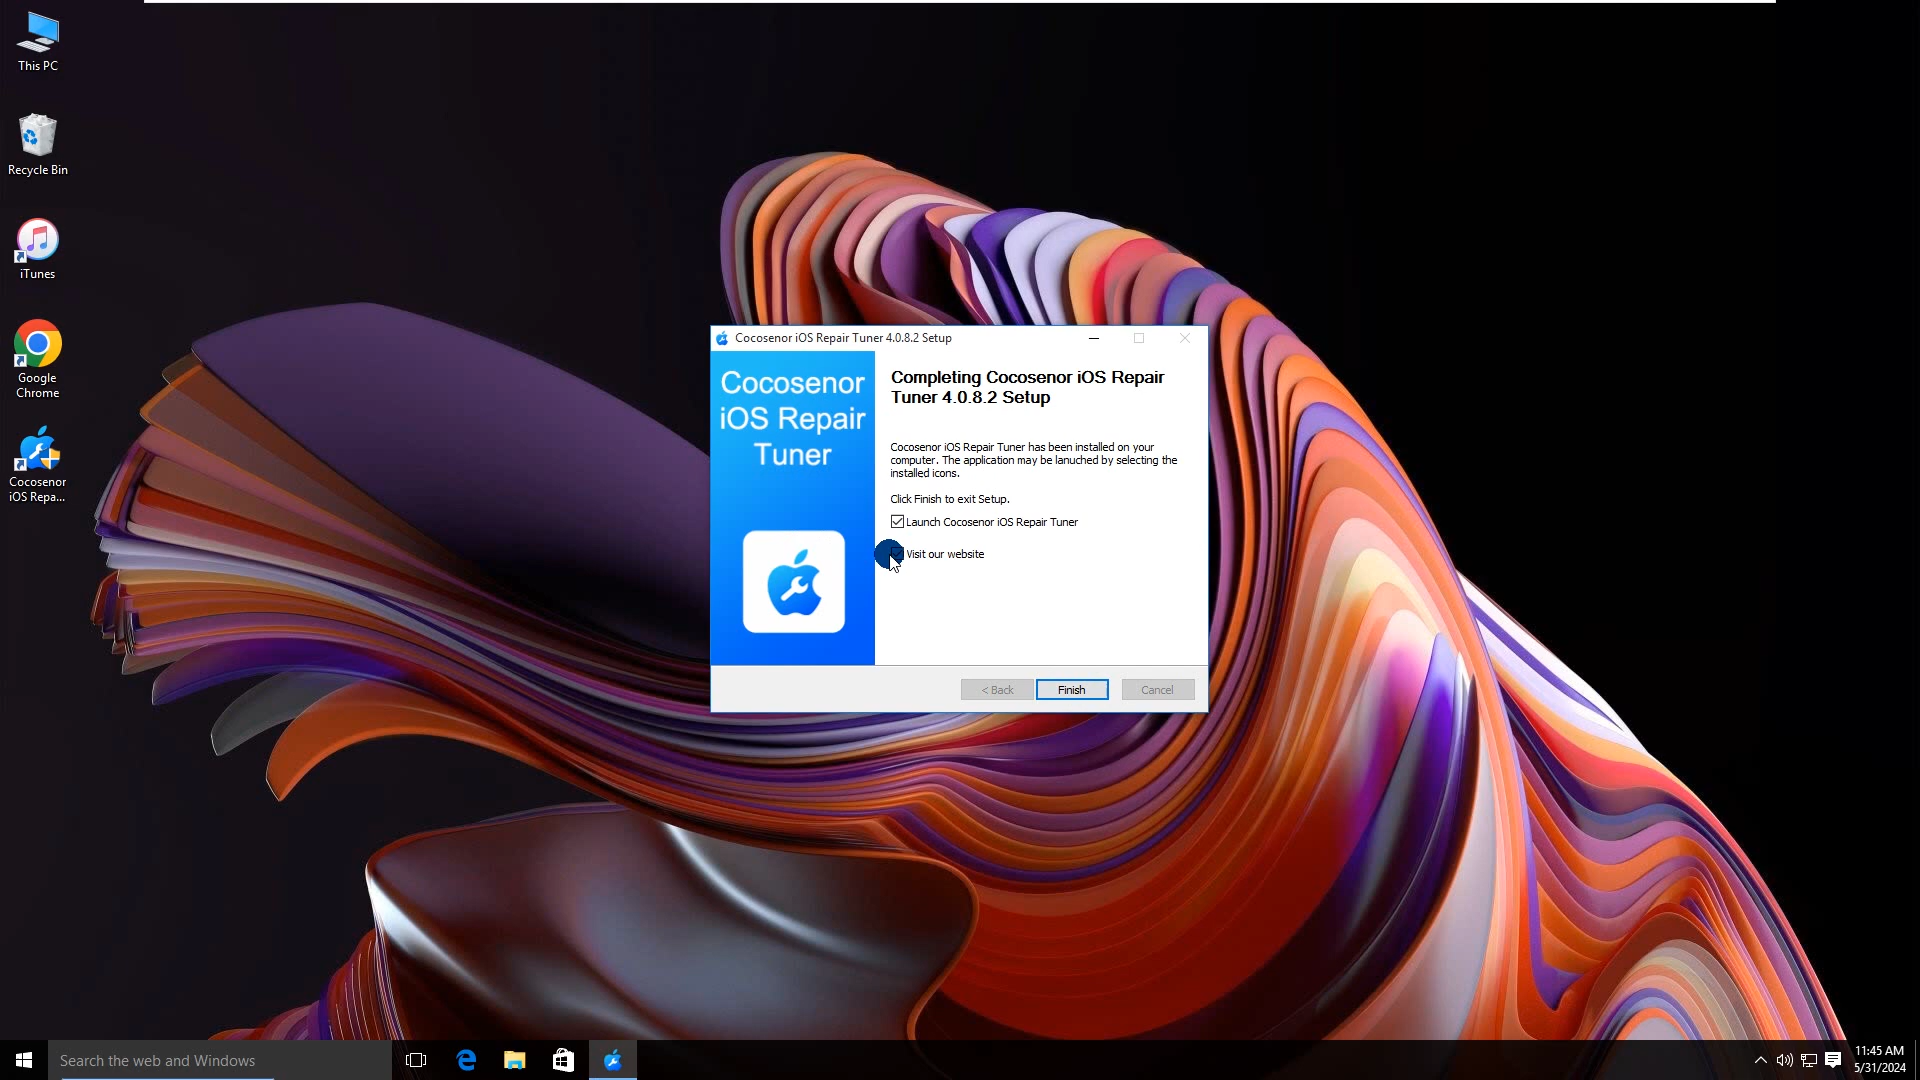 This PC
Recycle Bin
iTunes
Google
Chrome
Cocosenor
iOS Repa...
Cocosenor iOS Repair Tuner 4.0.8.2 Setup
Cocosenor
iOS Repair
Tuner
Completing Cocosenor iOS Repair
Tuner 4.0.8.2 Setup
Cocosenor iOS Repair Tuner has been installed on your
computer. The application may be lanuched by selecting the
installed icons.
Click Finish to exit Setup.
Launch Cocosenor iOS Repair Tuner
Visit our website
< Back
Finish
Cancel
Search the web and Windows
11:45 AM
5/31/2024